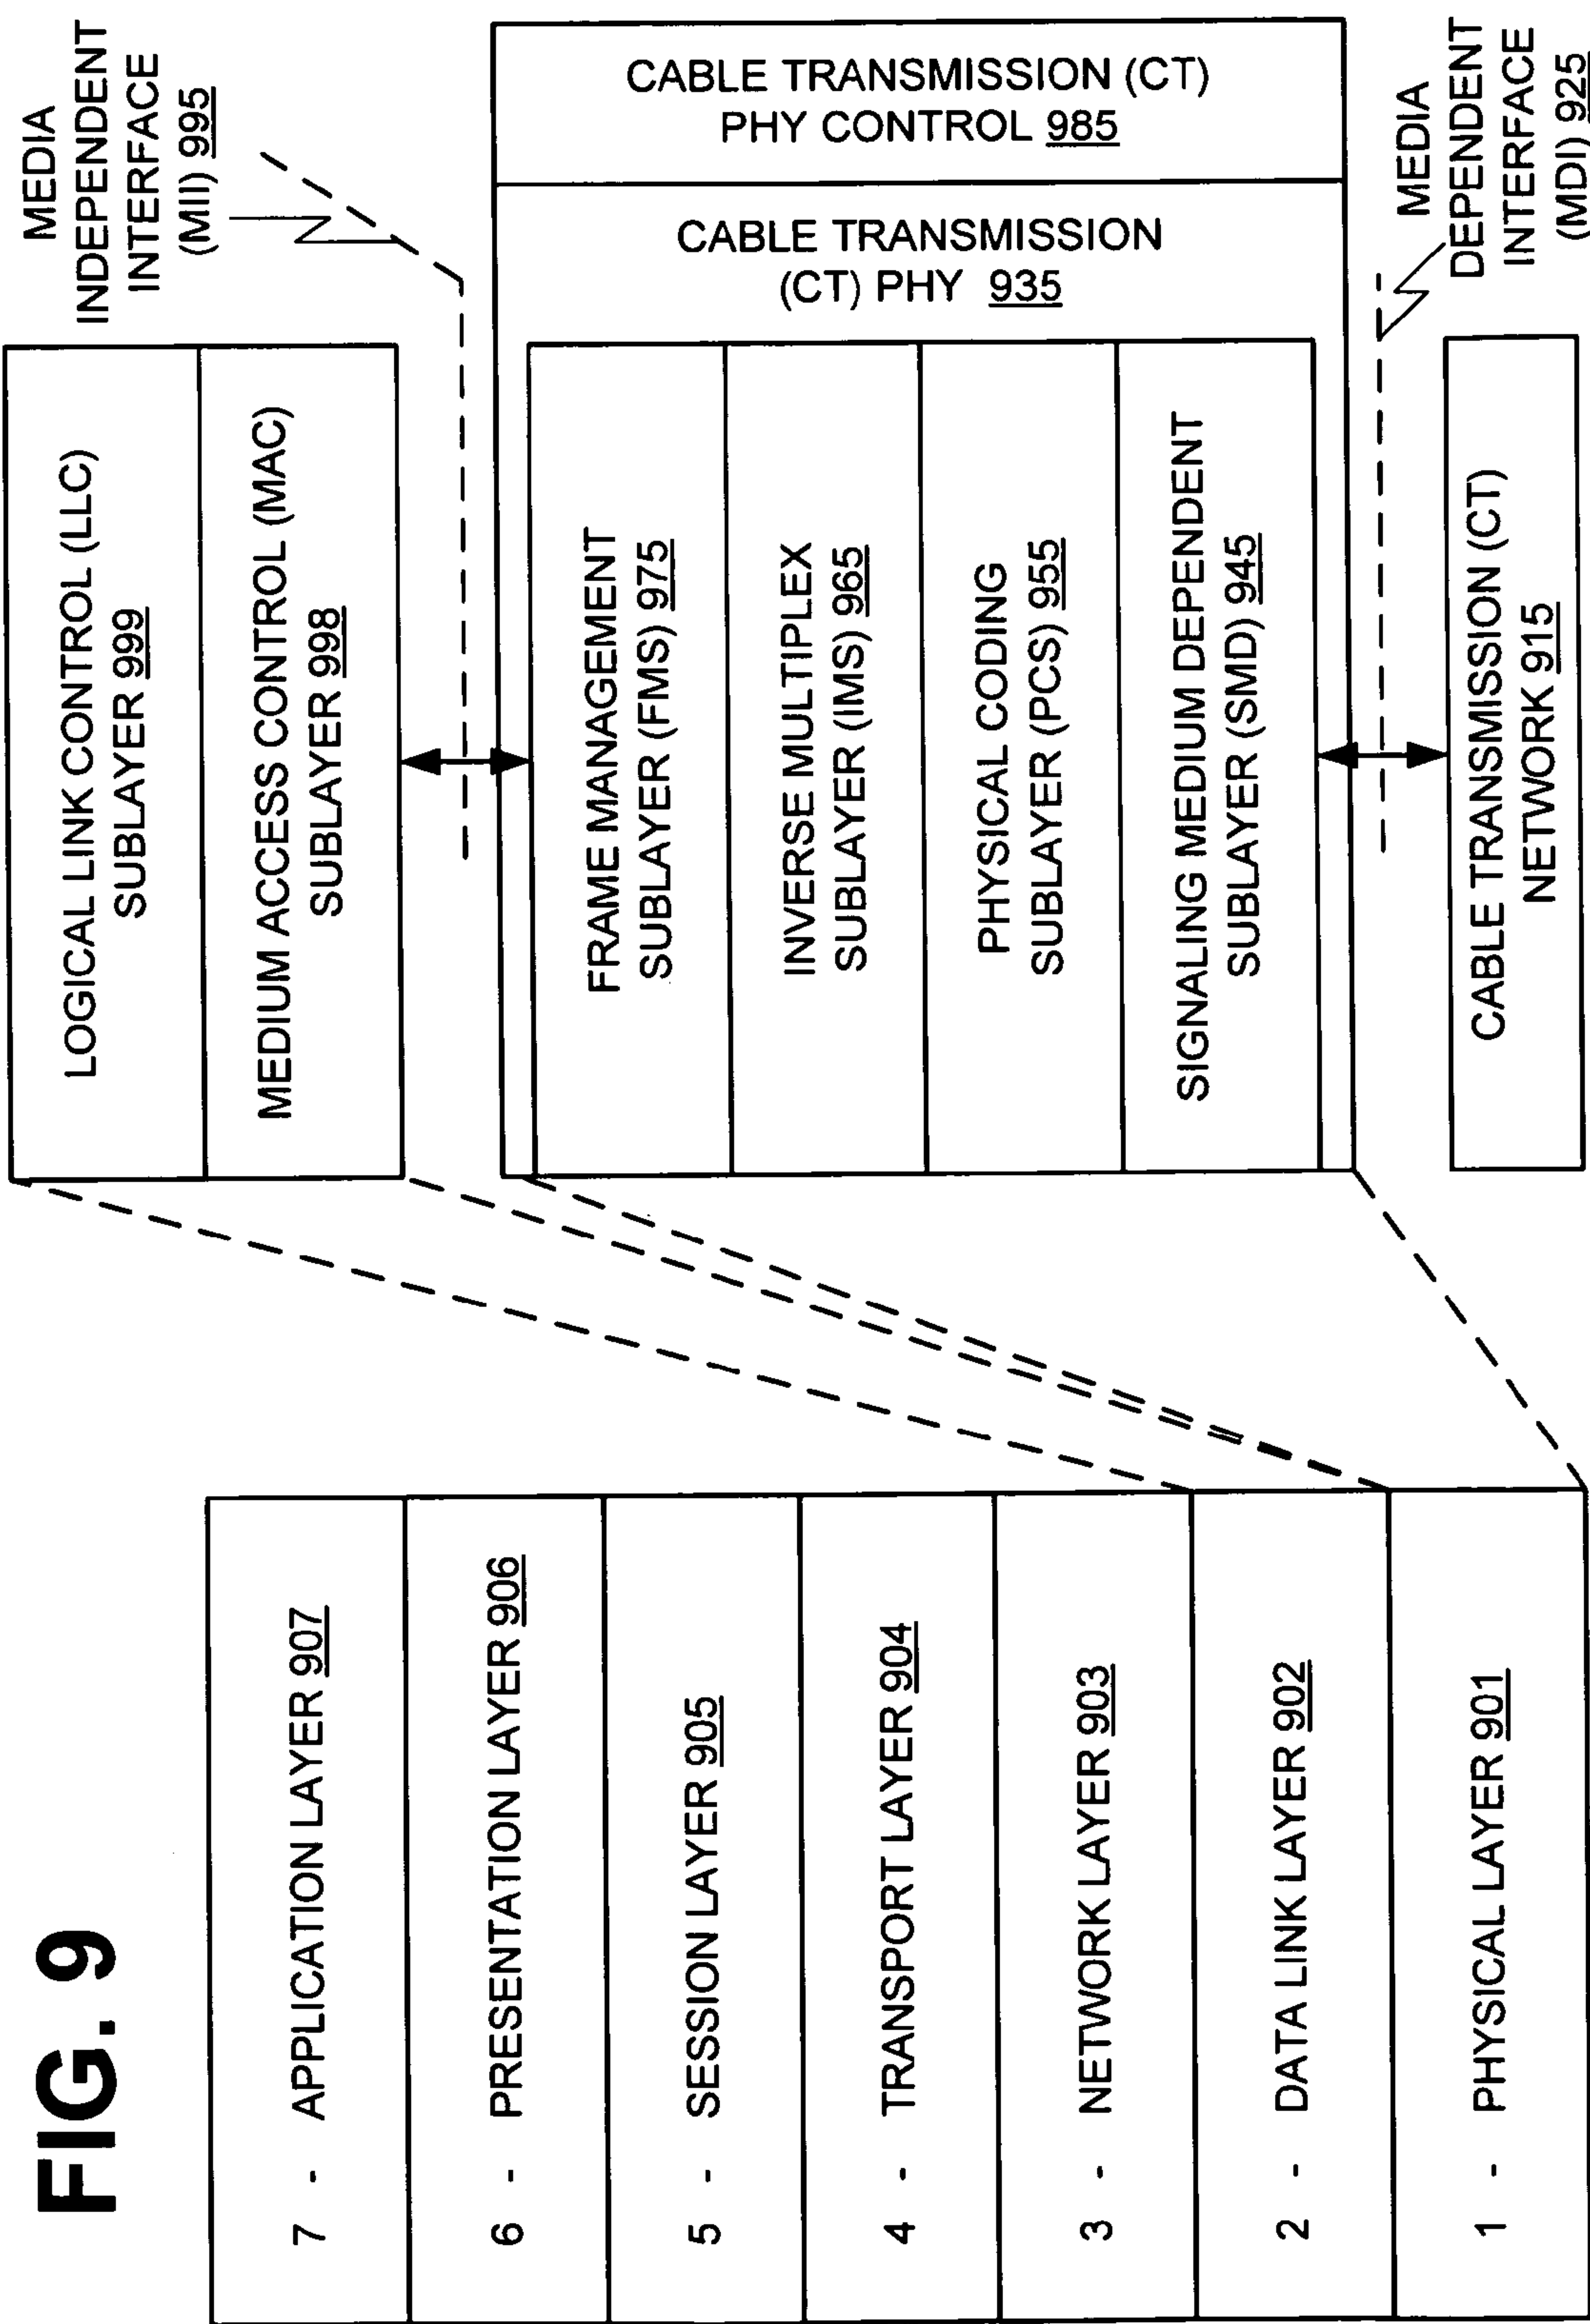 FIG. 9
7 - APPLICATION LAYER 907
6 - PRESENTATION LAYER 906
5 - SESSION LAYER 905
4 - TRANSPORT LAYER 904
3 - NETWORK LAYER 903
2 - DATA LINK LAYER 902
1 - PHYSICAL LAYER 901
LOGICAL LINK CONTROL (LLC)
SUBLAYER 999
MEDIUM ACCESS CONTROL (MAC)
SUBLAYER 998
MEDIA
INDEPENDENT
INTERFACE
(MII) 995
FRAME MANAGEMENT
SUBLAYER (FMS) 975
INVERSE MULTIPLEX
SUBLAYER (IMS) 965
PHYSICAL CODING
SUBLAYER (PCS) 955
SIGNALING MEDIUM DEPENDENT
SUBLAYER (SMD) 945
CABLE TRANSMISSION
(CT) PHY 935
CABLE TRANSMISSION (CT)
PHY CONTROL 985
MEDIA
DEPENDENT
INTERFACE
(MDI) 925
CABLE TRANSMISSION (CT)
NETWORK 915